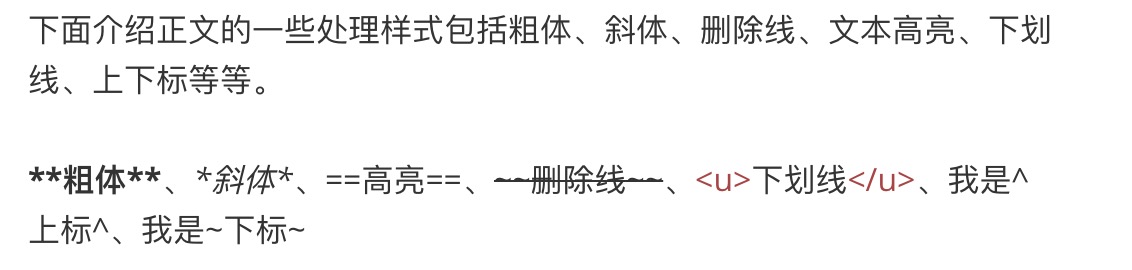 下面介绍正文的一些处理样式包括粗体、斜体、删除线、文本高亮、下划
线、上下标等等。
**粗体**、*斜体*、==高亮==、~~删除线~~、<u>下划线</u>、我是^
上标^、我是~下标~